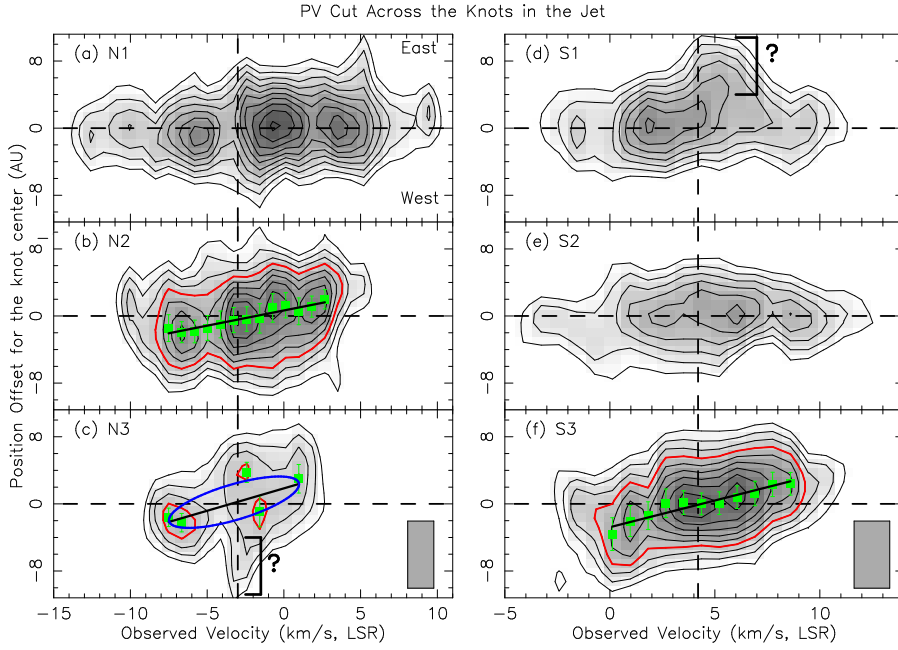 PV Cut Across the Knots in the Jet
(a) N1
East
West
8
0
−8
(d) S1
?
8
0
−8
(b) N2
8
0
−8
(e) S2
8
0
−8
(c) N3
?
8
0
−8
(f) S3
8
0
−8
Position Offset for the knot center (AU)
−15 −10 −5 0 5 10
−5 0 5 10
Observed Velocity (km/s, LSR)
Observed Velocity (km/s, LSR)